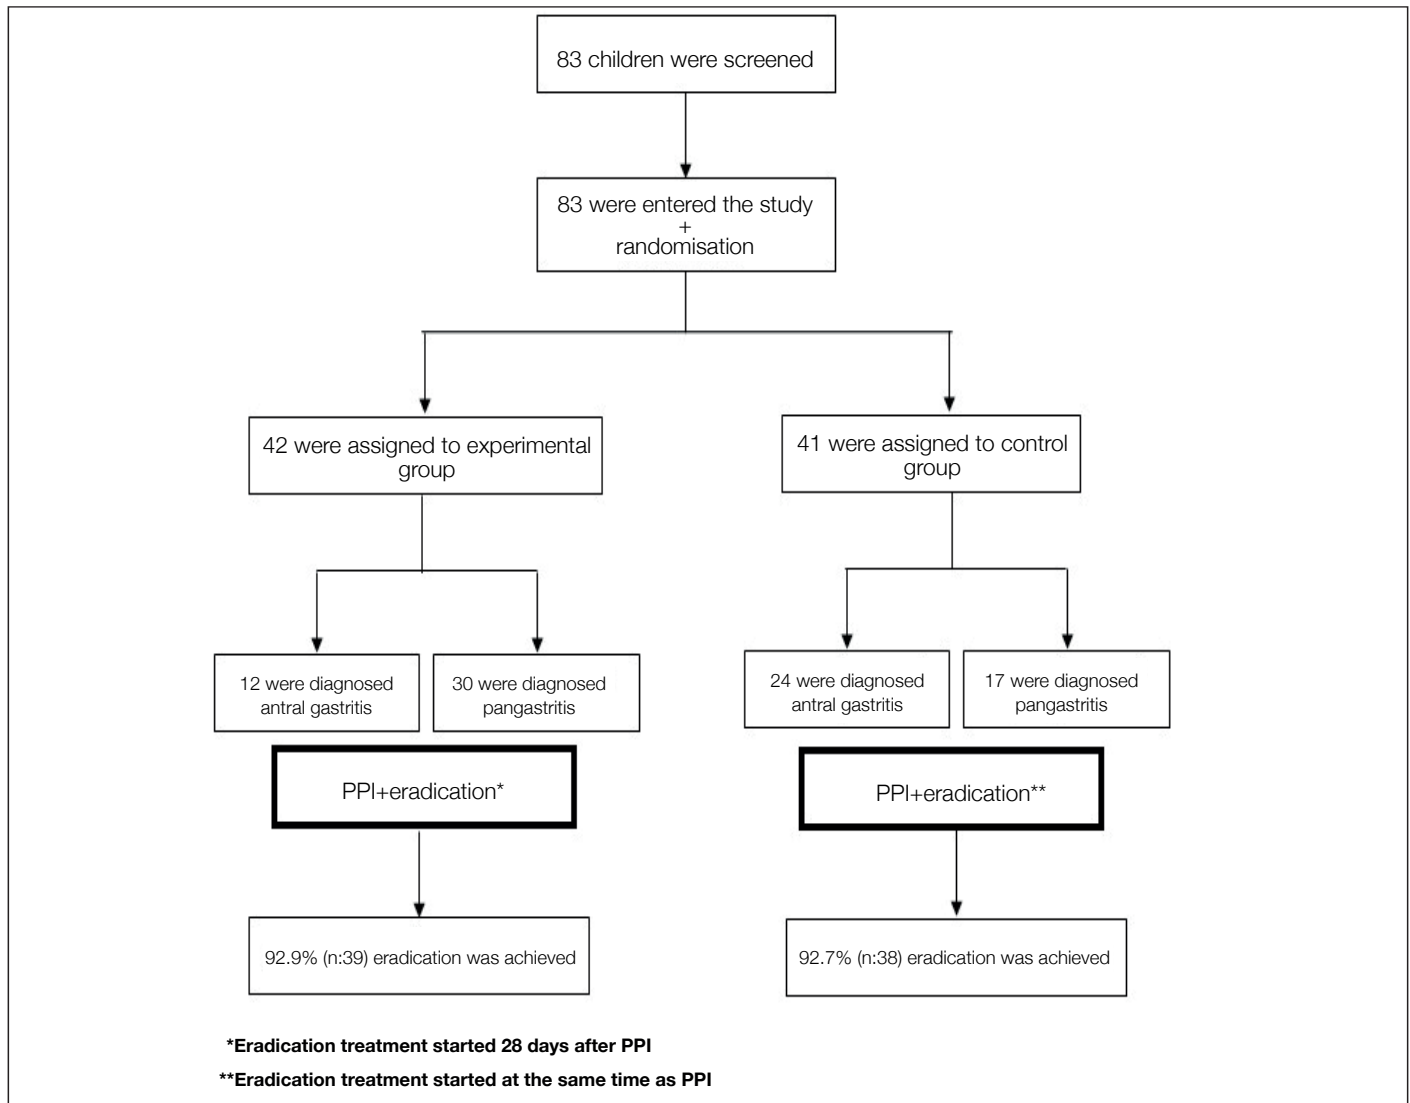 83 children were screened
83 were entered the study
+
randomisation
42 were assigned to experimental
group
41 were assigned to control
group
12 were diagnosed
antral gastritis
30 were diagnosed
pangastritis
24 were diagnosed
antral gastritis
17 were diagnosed
pangastritis
PPI+eradication*
PPI+eradication**
92.9% (n:39) eradication was achieved
92.7% (n:38) eradication was achieved
*Eradication treatment started 28 days after PPI
**Eradication treatment started at the same time as PPI